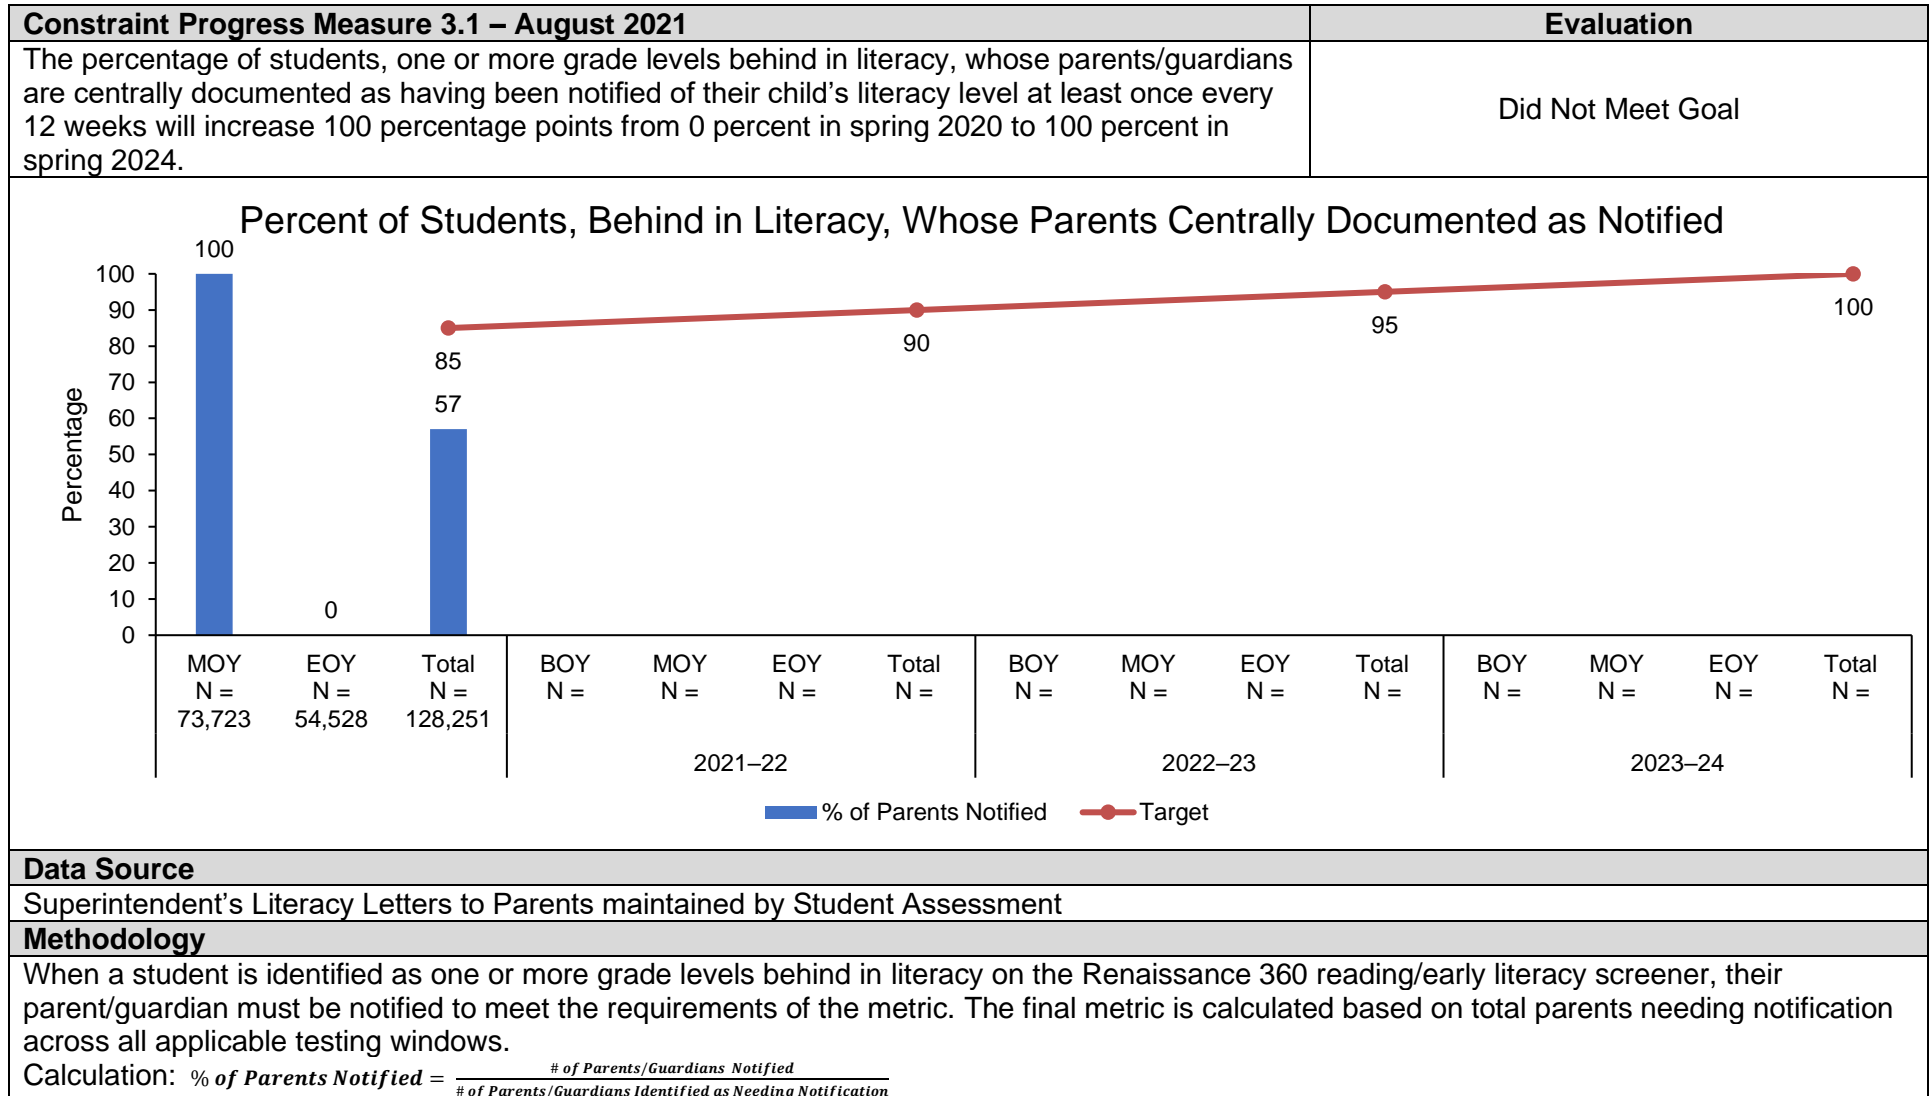 Constraint Progress Measure 3.1 – August 2021
Evaluation
The percentage of students, one or more grade levels behind in literacy, whose parents/guardians
are centrally documented as having been notified of their child’s literacy level at least once every
12 weeks will increase 100 percentage points from 0 percent in spring 2020 to 100 percent in
spring 2024.
Did Not Meet Goal
Percent of Students, Behind in Literacy, Whose Parents Centrally Documented as Notified
Percentage
100
90
80
70
60
50
40
30
20
10
0
100
0
85
57
90
95
100
MOY EOY Total BOY MOY EOY Total BOY MOY EOY Total BOY MOY EOY Total
N = N = N = N = N = N = N = N = N = N = N = N = N = N = N =
73,723 54,528 128,251
2021–22 2022–23 2023–24
% of Parents Notified Target
Data Source
Superintendent’s Literacy Letters to Parents maintained by Student Assessment
Methodology
When a student is identified as one or more grade levels behind in literacy on the Renaissance 360 reading/early literacy screener, their
parent/guardian must be notified to meet the requirements of the metric. The final metric is calculated based on total parents needing notification
across all applicable testing windows.
Calculation: % of Parents Notified = # of Parents/Guardians Notified
# of Parents/Guardians Identified as Needing Notification